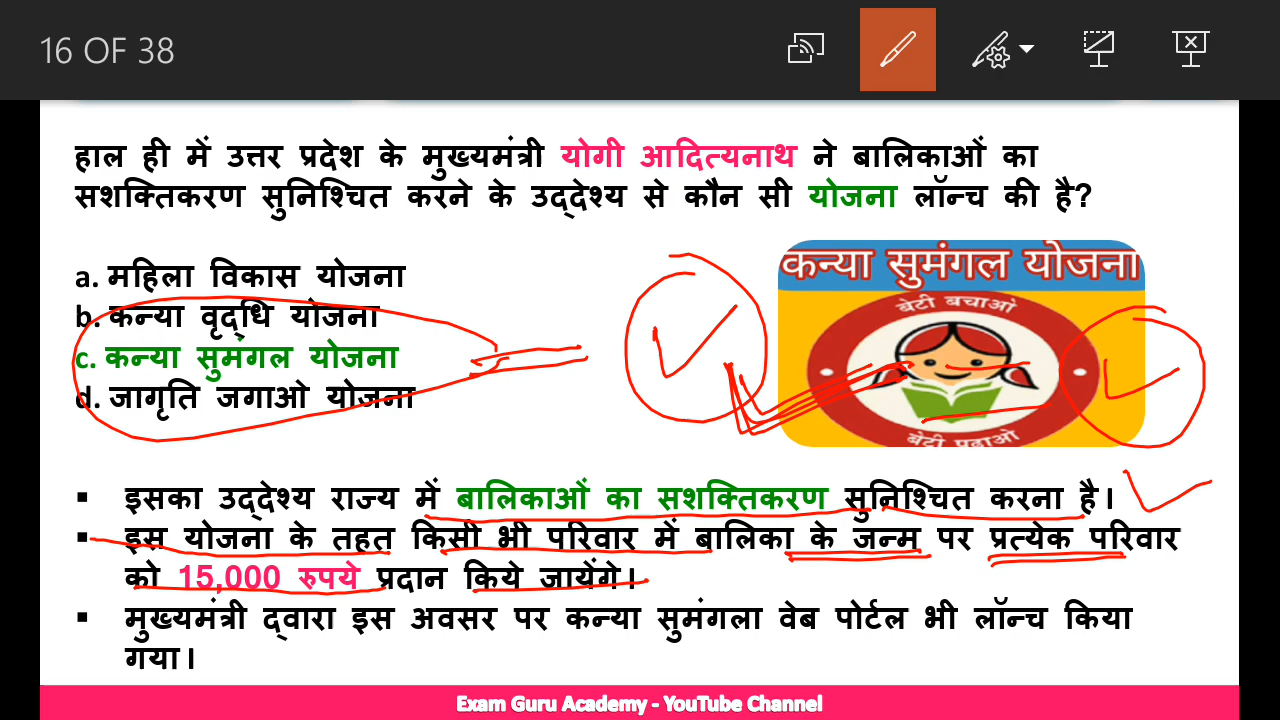 16 OF 38
हाल ही में उत्तर प्रदेश के मुख्यमंत्री योगी आदित्यनाथ ने बालिकाओं का
सशक्तिकरण सुनिश्चित करने के उद्देश्य से कौन सी योजना लॉन्च की है?
a. महिला विकास योजना
b. कन्या वृद्धि योजना
c. कन्या सुमंगल योजना
d. जागृति जगाओ योजना
कन्या सुमंगल योजना
बेटी बचाओ
बेटी पढ़ाओ
▪ इसका उद्देश्य राज्य में बालिकाओं का सशक्तिकरण सुनिश्चित करना है।
▪ इस योजना के तहत किसी भी परिवार में बालिका के जन्म पर प्रत्येक परिवार
को 15,000 रुपये प्रदान किये जायेंगे।
▪ मुख्यमंत्री द्वारा इस अवसर पर कन्या सुमंगला वेब पोर्टल भी लॉन्च किया
गया।
Exam Guru Academy - YouTube Channel